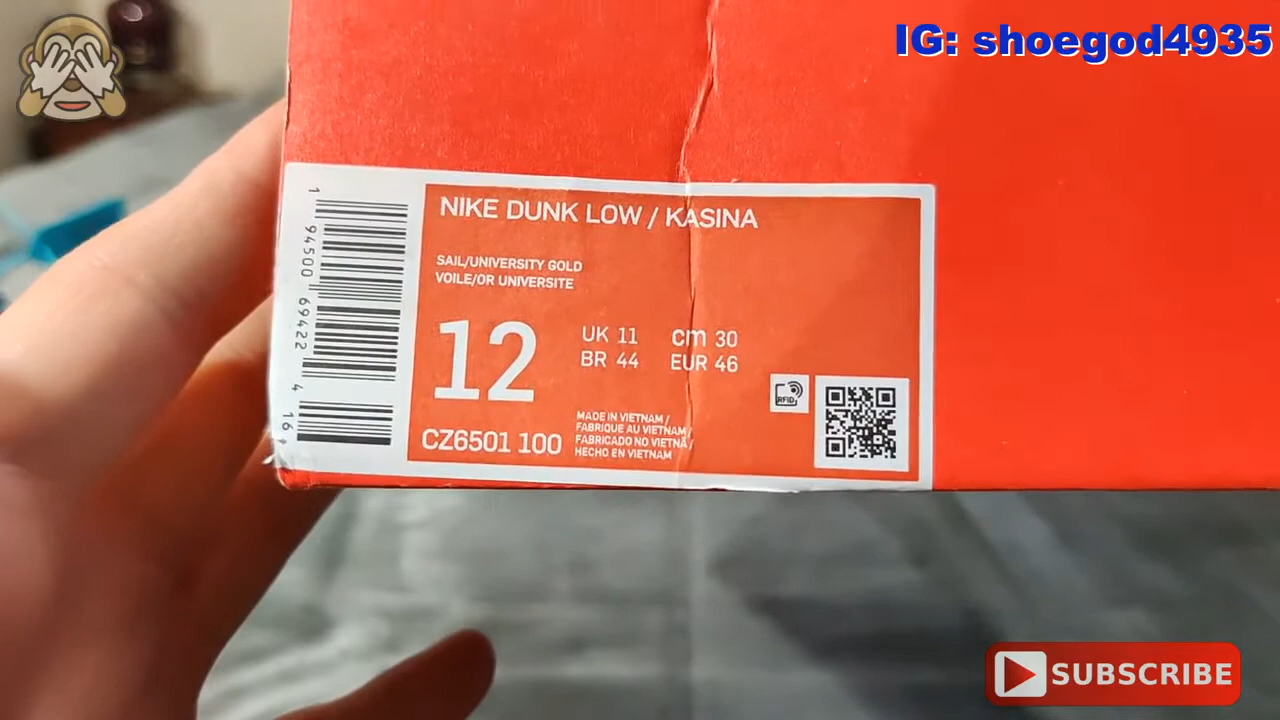 IG: shoegod4935
NIKE DUNK LOW / KASINA
SAIL/UNIVERSITY GOLD
VOILE/OR UNIVERSITE
12
UK 11 cm 30
BR 44 EUR 46
RFID
MADE IN VIETNAM /
FABRIQUE AU VIETNAM /
FABRICADO NO VIETNÃ /
HECHO EN VIETNAM
CZ6501 100
1 94500 69422 4 16
SUBSCRIBE